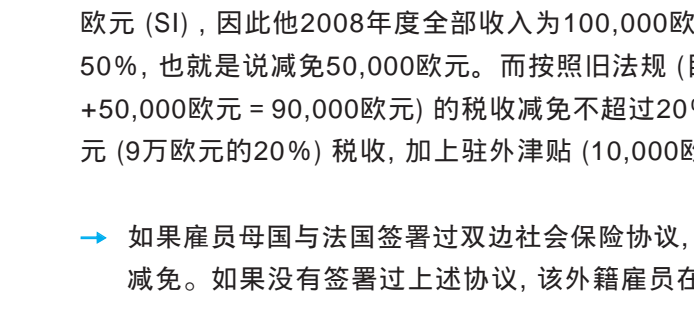 欧元 (SI) , 因此他2008年度全部收入为100,000欧
50%, 也就是说减免50,000欧元。而按照旧法规 (
+50,000欧元 = 90,000欧元) 的税收减免不超过20%
元 (9万欧元的20%) 税收, 加上驻外津贴 (10,000欧
→ 如果雇员母国与法国签署过双边社会保险协议,
减免。如果没有签署过上述协议, 该外籍雇员在